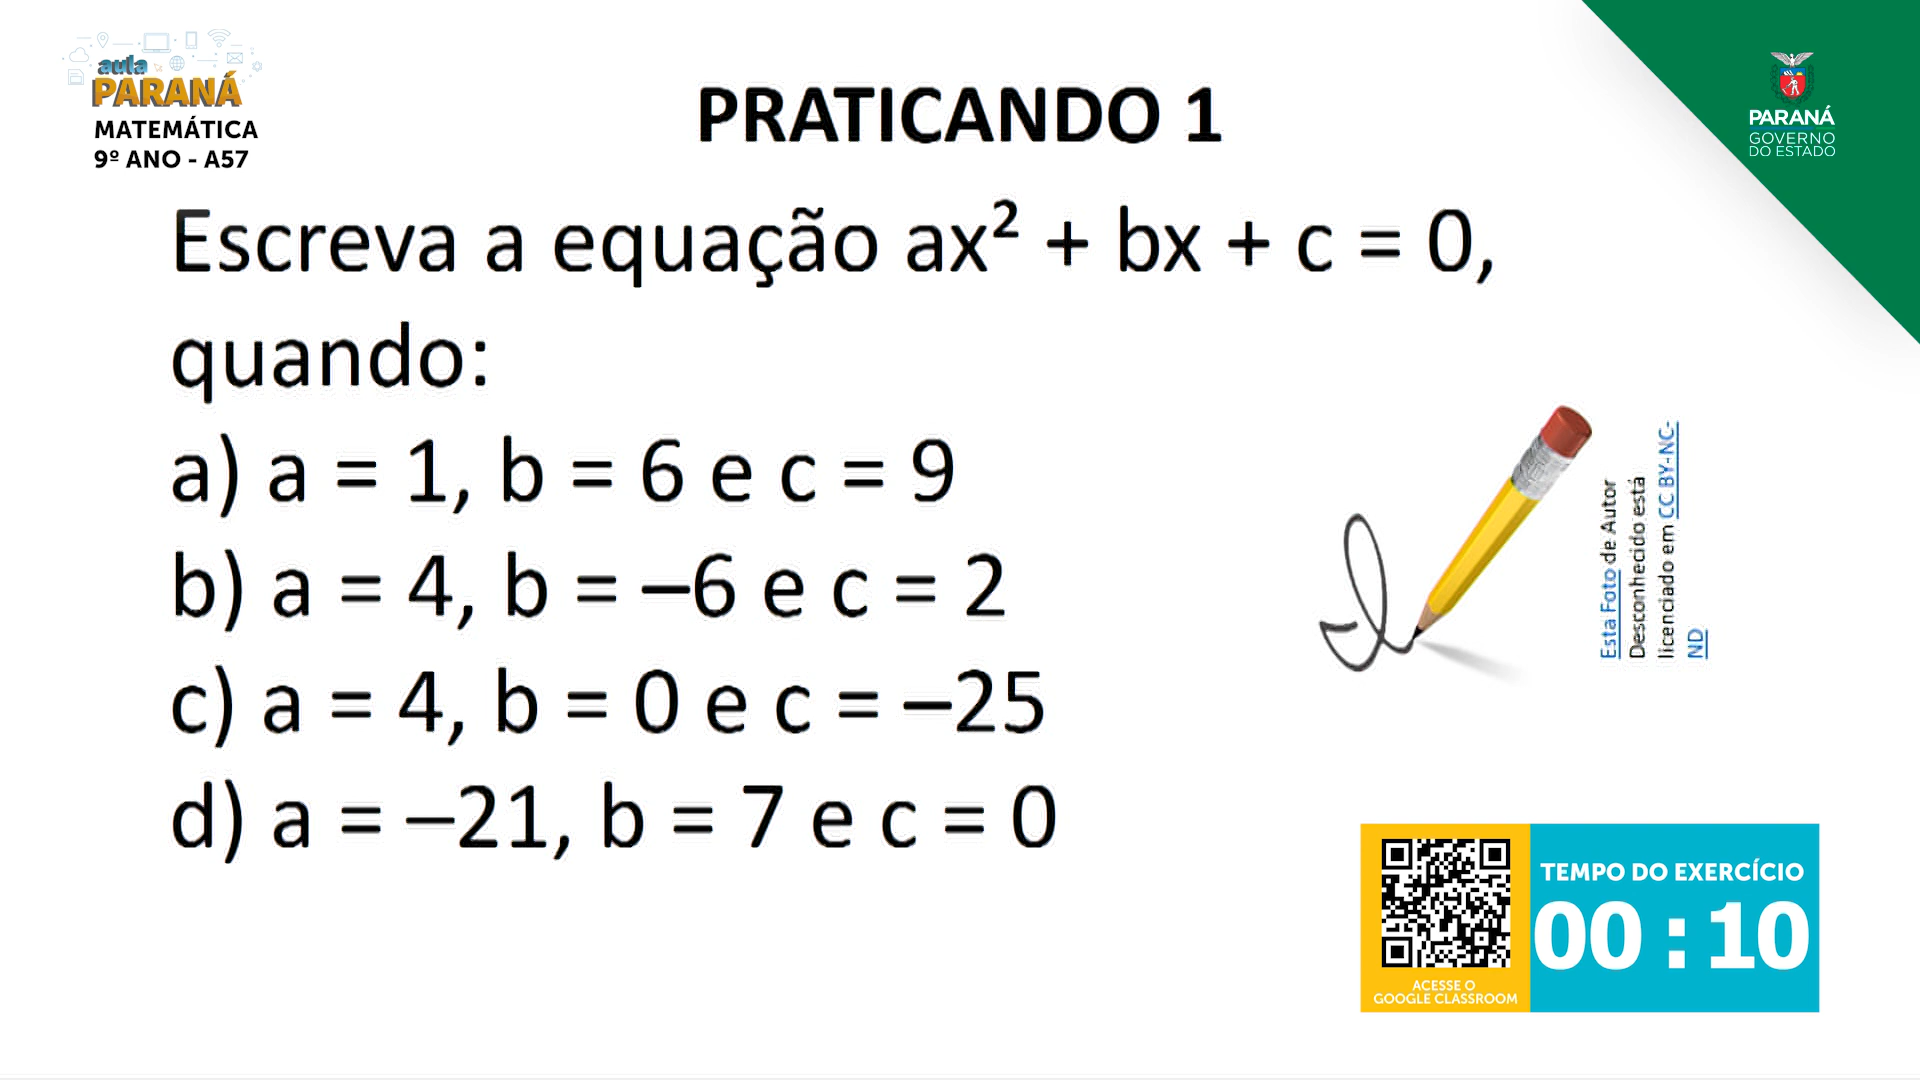 aula
PARANÁ
MATEMÁTICA
9º ANO - A57
PRATICANDO 1
PARANÁ
GOVERNO
DO ESTADO
Escreva a equação ax² + bx + c = 0,
quando:
a) a = 1, b = 6 e c = 9
b) a = 4, b = –6 e c = 2
c) a = 4, b = 0 e c = –25
d) a = –21, b = 7 e c = 0
Esta Foto de Autor
Desconhecido está
licenciado em CC BY-NC-
ND
TEMPO DO EXERCÍCIO
00 : 10
ACESSE O
GOOGLE CLASSROOM